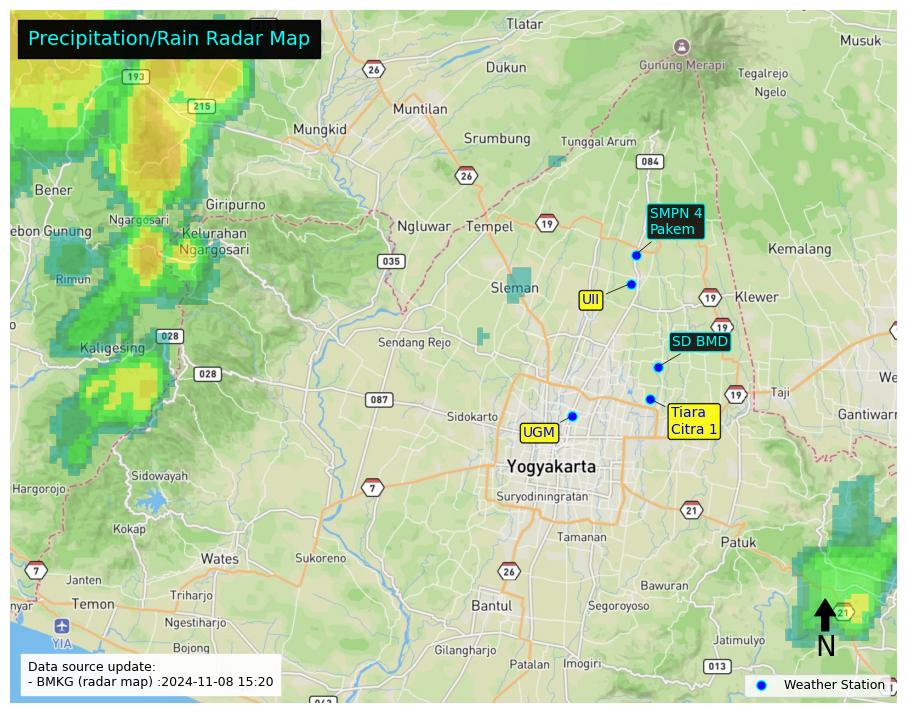 Precipitation/Rain Radar Map
Tlatar
Musuk
26
Dukun
Gunung Merapi
193
Tegalrejo
215
Ngelo
Muntilan
Mungkid
Srumbung
Tunggal Arum
084
26
Bener
Giripurno
SMPN 4
Pakem
Ngargosari
Ngluwar
Tempel
19
ebon Gunung
Kelurahan
Ngargosari
Kemalang
035
Rimun
Sleman
UII
19
Klewer
028
19
Sendang Rejo
SD BMD
Kaligesing
028
We
087
19
Taji
Sidokarto
Tiara
Citra 1
Gantiwarn
UGM
Yogyakarta
Sidowayah
Hargorojo
7
Suryodiningratan
21
Kokap
Tamanan
Patuk
Wates
Sukoreno
7
26
Janten
Bawuran
nyar
Temon
Triharjo
Bantul
Segoroyoso
21
YIA
Ngestiharjo
N
Bojong
Gilangharjo
Jatimulyo
Patalan
Imogiri
013
Data source update:
- BMKG (radar map) :2024-11-08 15:20
Weather Station